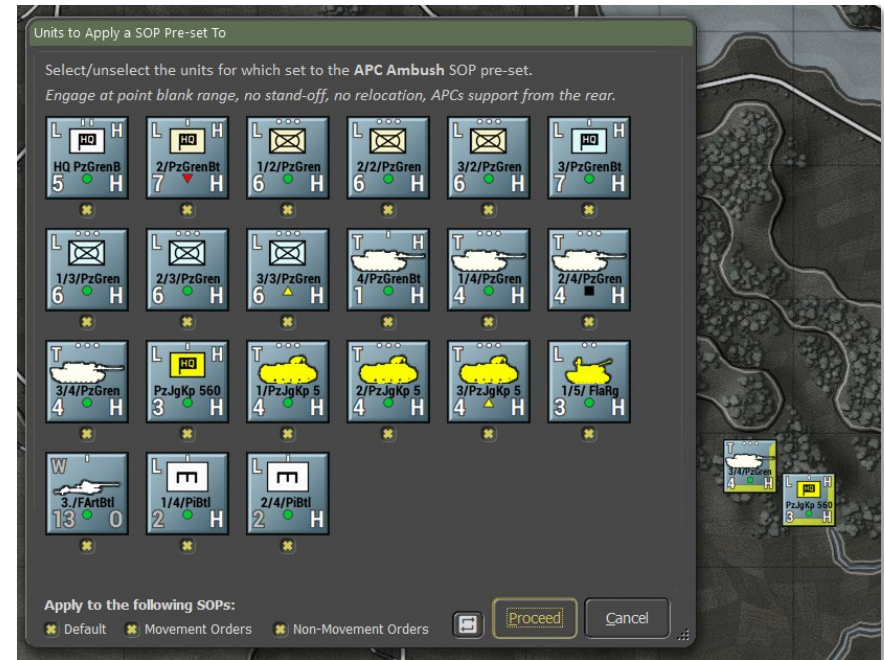 Units to Apply a SOP Pre-set To
Select/unselect the units for which set to the APC Ambush SOP pre-set.
Engage at point blank range, no stand-off, no relocation, APCs support from the rear.
L HQ H
HQ PzGrenB
5 H
L HQ H
2/PzGrenBt
7 H
L
1/2/PzGren
6 H
L
2/2/PzGren
6 H
L
3/2/PzGren
6 H
L HQ H
3/PzGrenBt
7 H
L
1/3/PzGren
6 H
L
2/3/PzGren
6 H
L
3/3/PzGren
6 H
T H
4/PzGrenBt
1 H
T
1/4/PzGren
4 H
T
2/4/PzGren
4 H
T
3/4/PzGren
4 H
L HQ H
PzJgKp 560
3 H
T
1/PzJgKp 5
4 H
T
2/PzJgKp 5
4 H
T
3/PzJgKp 5
4 H
L
1/5/ FlaRg
3 H
W
3./FArtBtl
13 O
L
1/4/PiBtl
2 H
L
2/4/PiBtl
2 H
T
3/4/PzGren
4 H
L HQ H
PzJgKp 560
3 H
Apply to the following SOPs:
Default Movement Orders Non-Movement Orders
Proceed Cancel